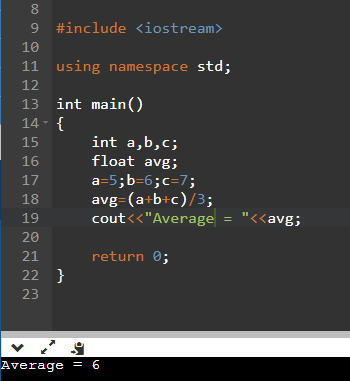 8
9 #include <iostream>
10
11 using namespace std;
12
13 int main()
14 {
15     int a,b,c;
16     float avg;
17     a=5;b=6;c=7;
18     avg=(a+b+c)/3;
19     cout<<"Average = "<<avg;
20
21     return 0;
22 }
23
Average = 6